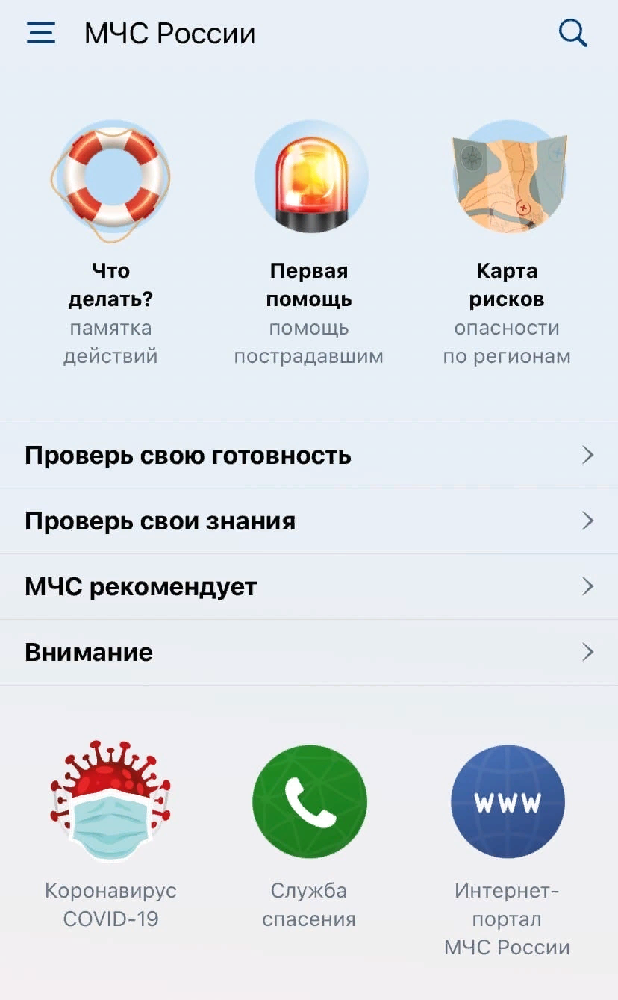 МЧС России
Что
делать?
памятка
действий
Первая
помощь
помощь
пострадавшим
Карта
рисков
опасности
по регионам
Проверь свою готовность
Проверь свои знания
МЧС рекомендует
Внимание
Коронавирус
COVID-19
Служба
спасения
www
Интернет-
портал
МЧС России